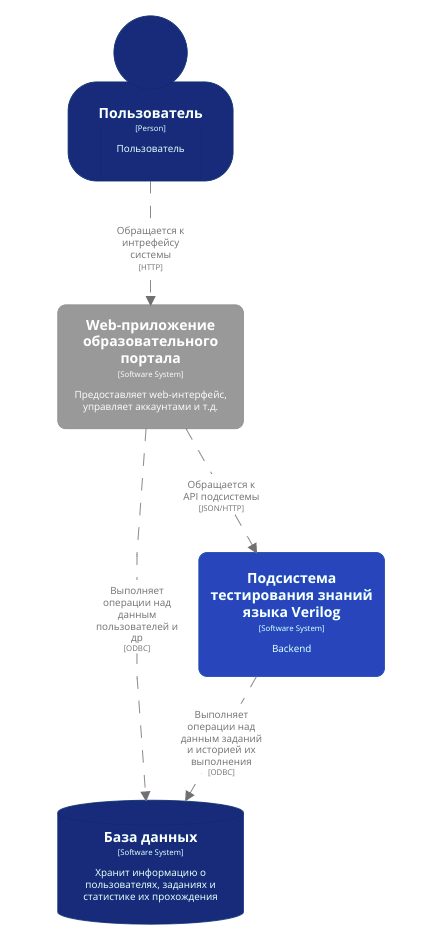 Пользователь
[Person]
Пользователь
Обращается к
интрефейсу
системы
[HTTP]
Web-приложение
образовательного
портала
[Software System]
Предоставляет web-интерфейс,
управляет аккаунтами и т.д.
Обращается к
API подсистемы
[JSON/HTTP]
Подсистема
тестирования знаний
языка Verilog
[Software System]
Backend
Выполняет
операции над
данным
пользователей и
др
[ODBC]
Выполняет
операции над
данным заданий
и историей их
выполнения
[ODBC]
База данных
[Software System]
Хранит информацию о
пользователях, заданиях и
статистике их прохождения